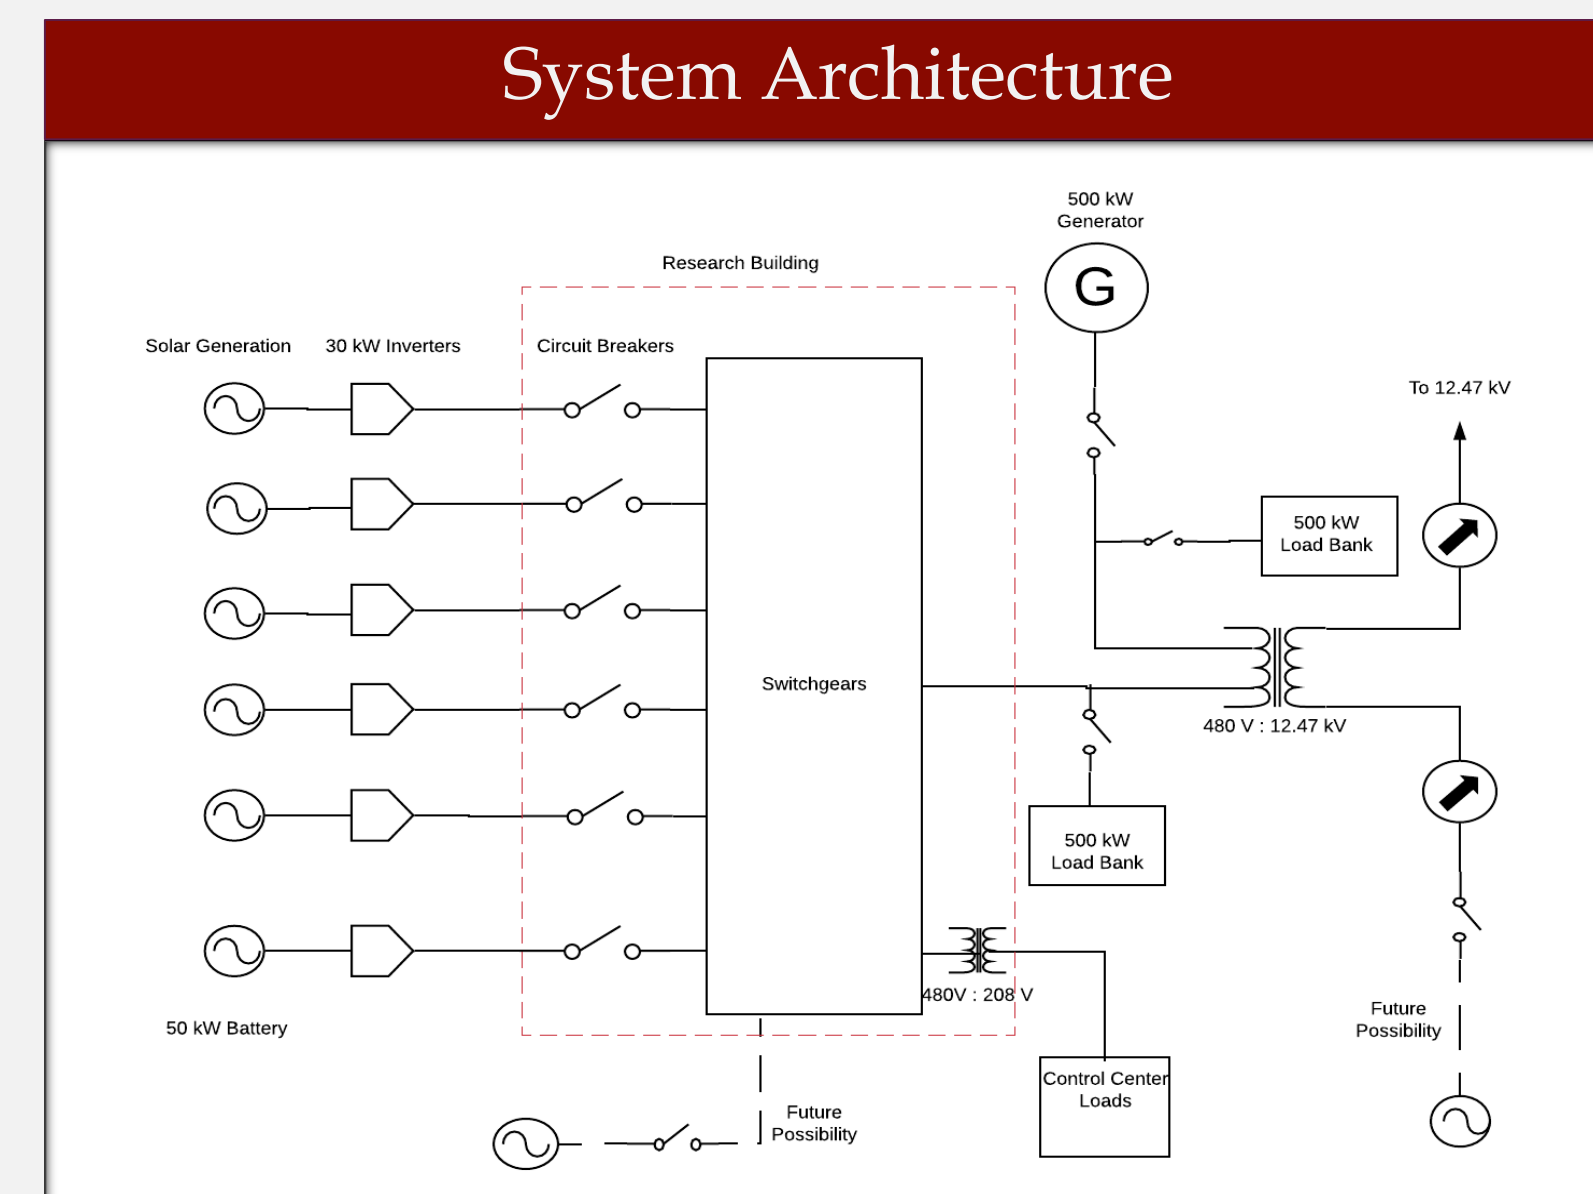 System Architecture
500 kW
Generator
G
Research Building
Solar Generation
30 kW Inverters
Circuit Breakers
To 12.47 kV
500 kW
Load Bank
Switchgears
480 V : 12.47 kV
500 kW
Load Bank
480V : 208 V
50 kW Battery
Future
Possibility
Control Center
Loads
Future
Possibility